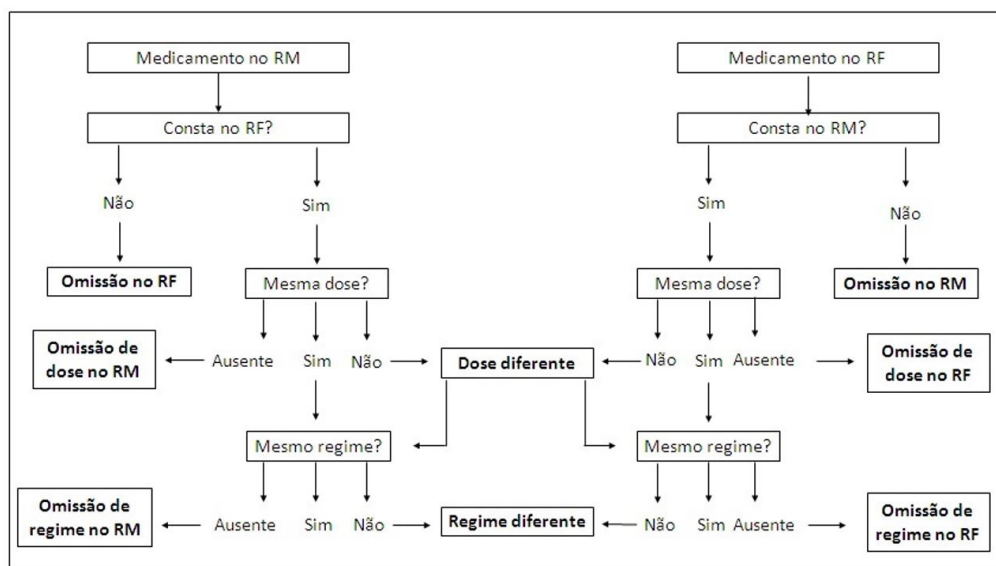 Medicamento no RM
Medicamento no RF
Consta no RF?
Consta no RM?
Não
Sim
Sim
Não
Omissão no RF
Mesma dose?
Mesma dose?
Omissão no RM
Omissão de
dose no RM
Ausente
Sim
Não
Dose diferente
Não
Sim
Ausente
Omissão de
dose no RF
Mesmo regime?
Mesmo regime?
Omissão de
regime no RM
Ausente
Sim
Não
Regime diferente
Não
Sim
Ausente
Omissão de
regime no RF